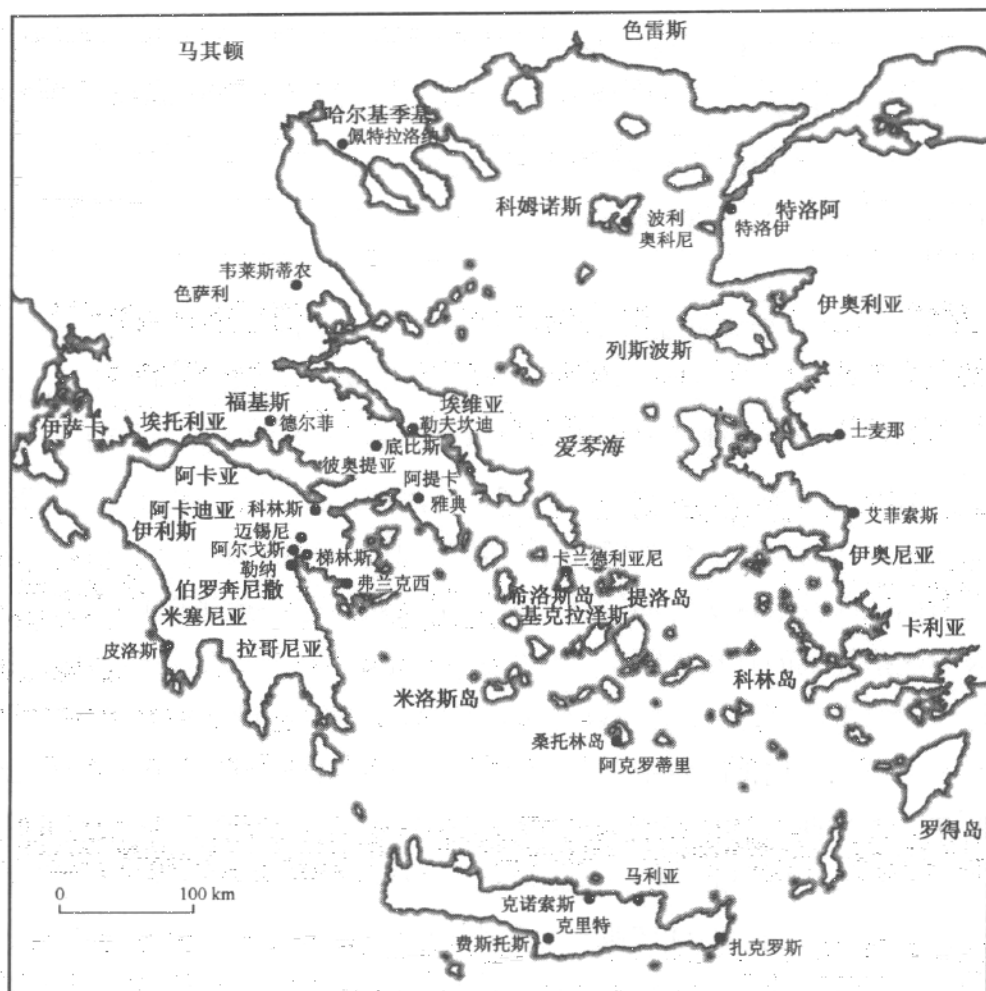 色雷斯
马其顿
哈尔基季基
佩特拉洛纳
科姆诺斯
波利
奥科尼
特洛阿
特洛伊
韦莱斯蒂农
色萨利
伊奥利亚
列斯波斯
福基斯
埃维亚
伊萨卡
埃托利亚
德尔菲
勒夫坎迪
士麦那
底比斯
爱琴海
彼奥提亚
阿卡亚
阿提卡
雅典
阿卡迪亚
科林斯
艾菲索斯
伊利斯
迈锡尼
阿尔戈斯
梯林斯
伊奥尼亚
勒纳
卡兰德利亚尼
伯罗奔尼撒
弗兰克西
希洛斯岛
提洛岛
米塞尼亚
基克拉泽斯
卡利亚
皮洛斯
拉哥尼亚
科林岛
米洛斯岛
桑托林岛
阿克罗蒂里
罗得岛
0
100 km
马利亚
克诺索斯
克里特
费斯托斯
扎克罗斯